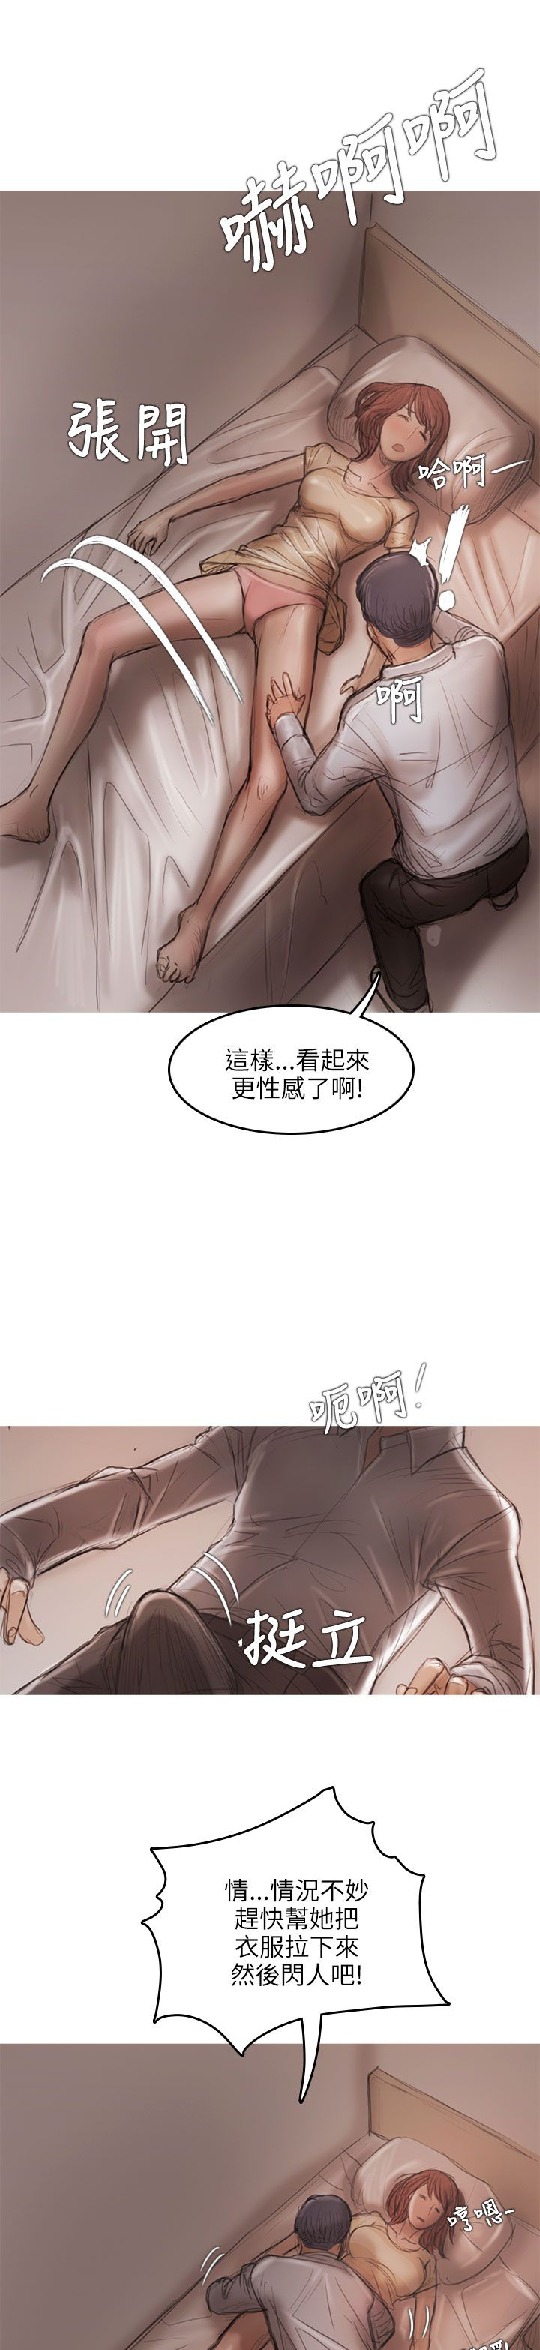 嚇啊啊
張開
哈啊—
!
啊
這樣...看起來
更性感了啊!
呃啊!
挺立
情...情況不妙
趕快幫她把
衣服拉下來
然後閃人吧!
哼嗯~